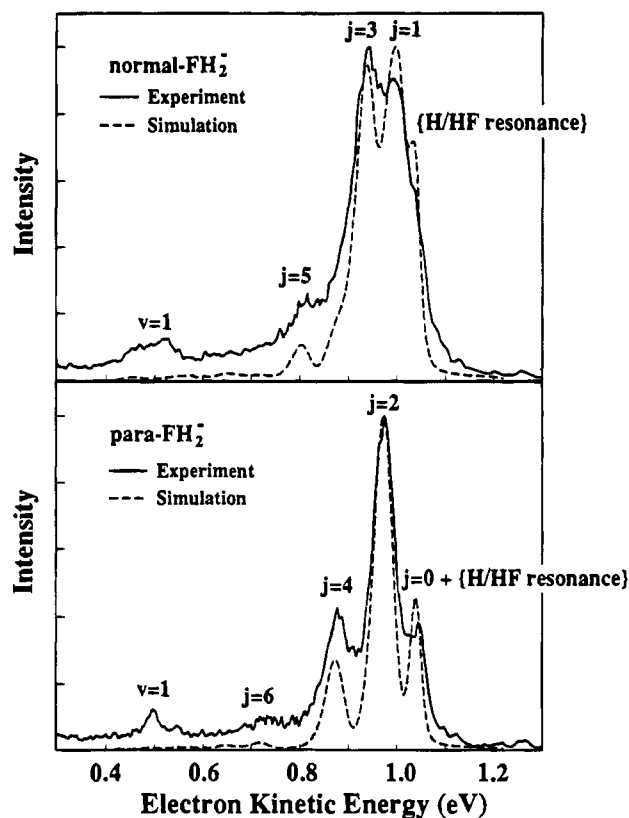 j=3 j=1
normal-FH₂⁻
Experiment
Simulation
{H/HF resonance}
j=5
v=1
Intensity
j=2
para-FH₂⁻
Experiment
Simulation
j=4
j=0 + {H/HF resonance}
v=1
j=6
Intensity
0.4 0.6 0.8 1.0 1.2
Electron Kinetic Energy (eV)